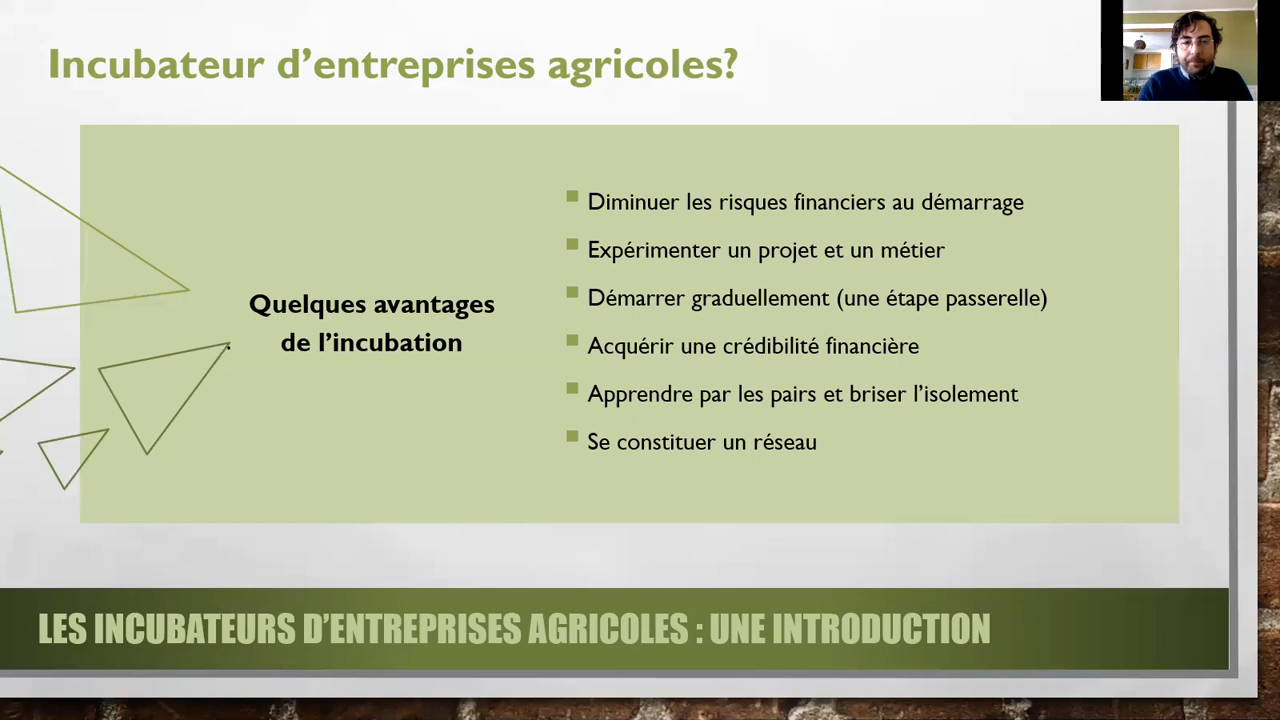 Incubateur d’entreprises agricoles?
Quelques avantages
de l’incubation
Diminuer les risques financiers au démarrage
Expérimenter un projet et un métier
Démarrer graduellement (une étape passerelle)
Acquérir une crédibilité financière
Apprendre par les pairs et briser l’isolement
Se constituer un réseau
LES INCUBATEURS D’ENTREPRISES AGRICOLES : UNE INTRODUCTION